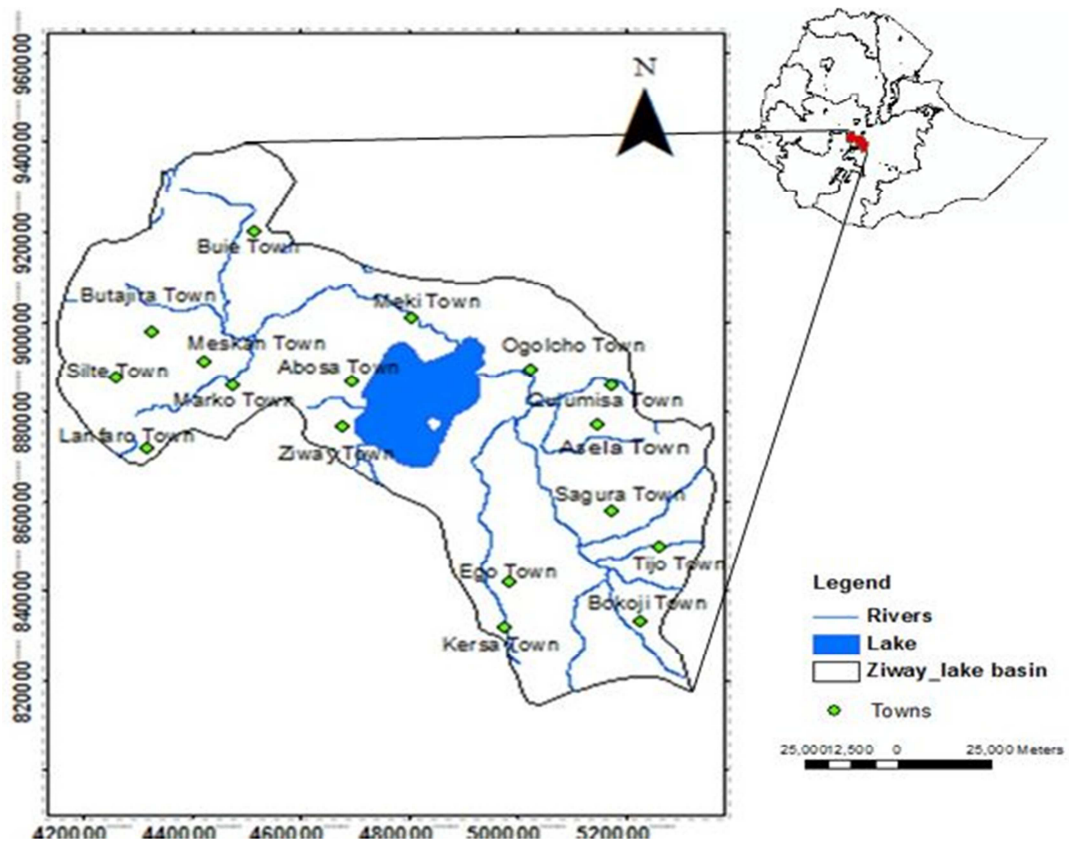 N
960000
940000
920000
900000
880000
860000
840000
820000
Buie Town
Butajira Town
Meki Town
Meskan Town
Ogolcho Town
Silte Town
Abosa Town
Marko Town
Lanfaro Town
Ziway Town
Asela Town
Sagura Town
Ego Town
Tijo Town
Bokoji Town
Kersa Town
420000 440000 460000 480000 500000 520000
Legend
Rivers
Lake
Ziway_lake basin
Towns
25,000 12,500 0 25,000 Meters